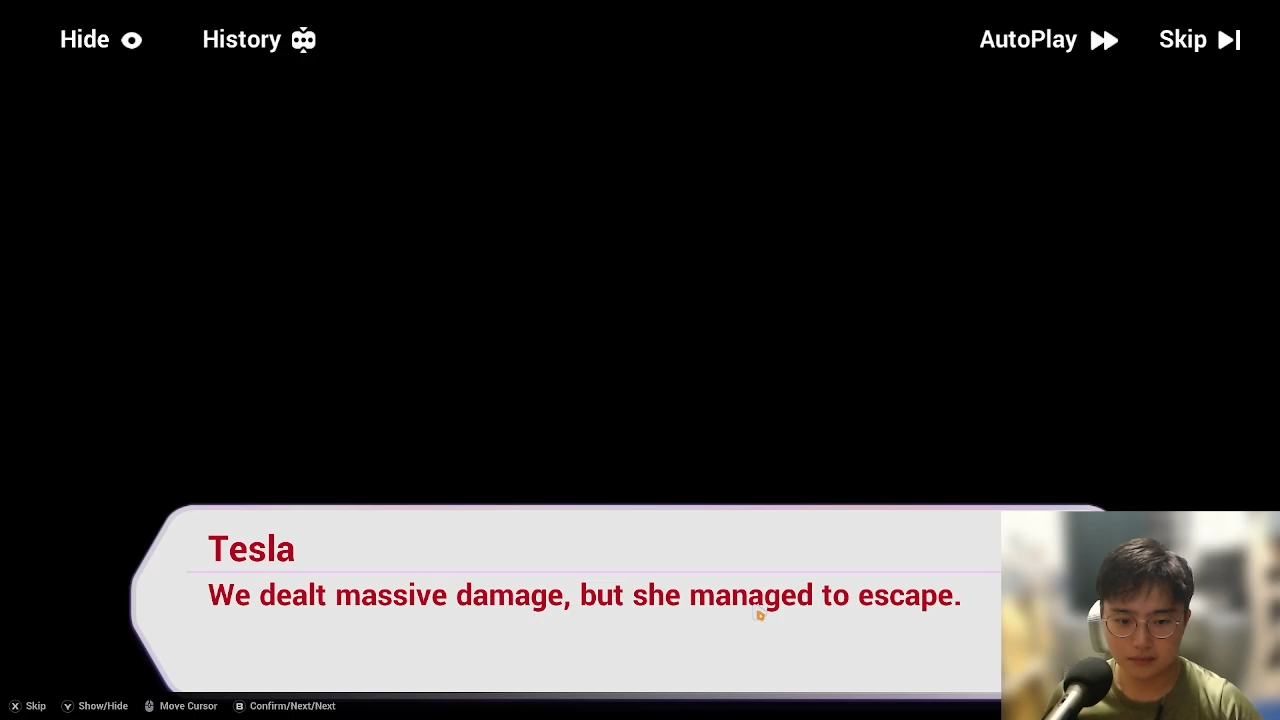 Hide
History
AutoPlay
Skip
Tesla
We dealt massive damage, but she managed to escape.
X Skip
Y Show/Hide
Move Cursor
B Confirm/Next/Next